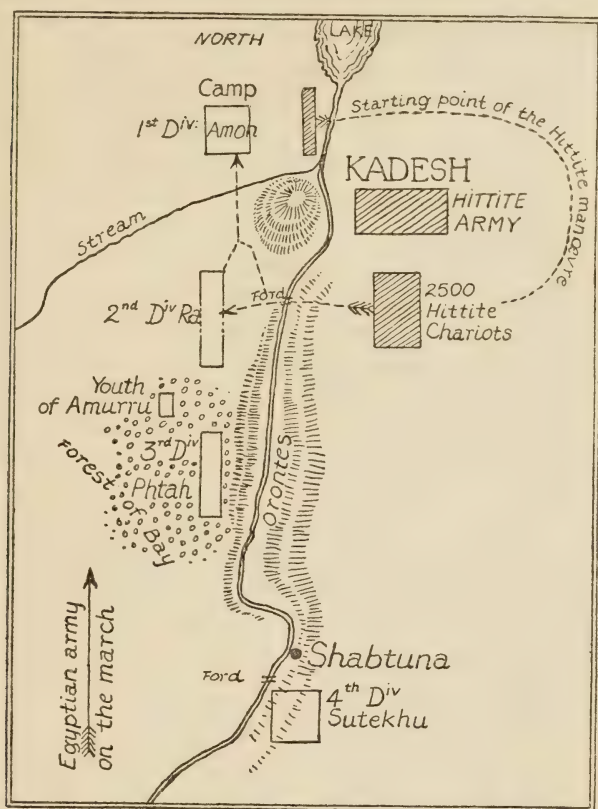 LAKE
NORTH
Camp
1st Div: Amon
Starting point of the Hittite manœvre
KADESH
HITTITE
ARMY
Stream
Ford
2nd Div Ra
2500
Hittite
Chariots
Youth
of Amurru
3rd Div
Phtah
Forest of Bay
Orontes
Egyptian army
on the march
Shabtuna
Ford
4th Div
Sutekhu